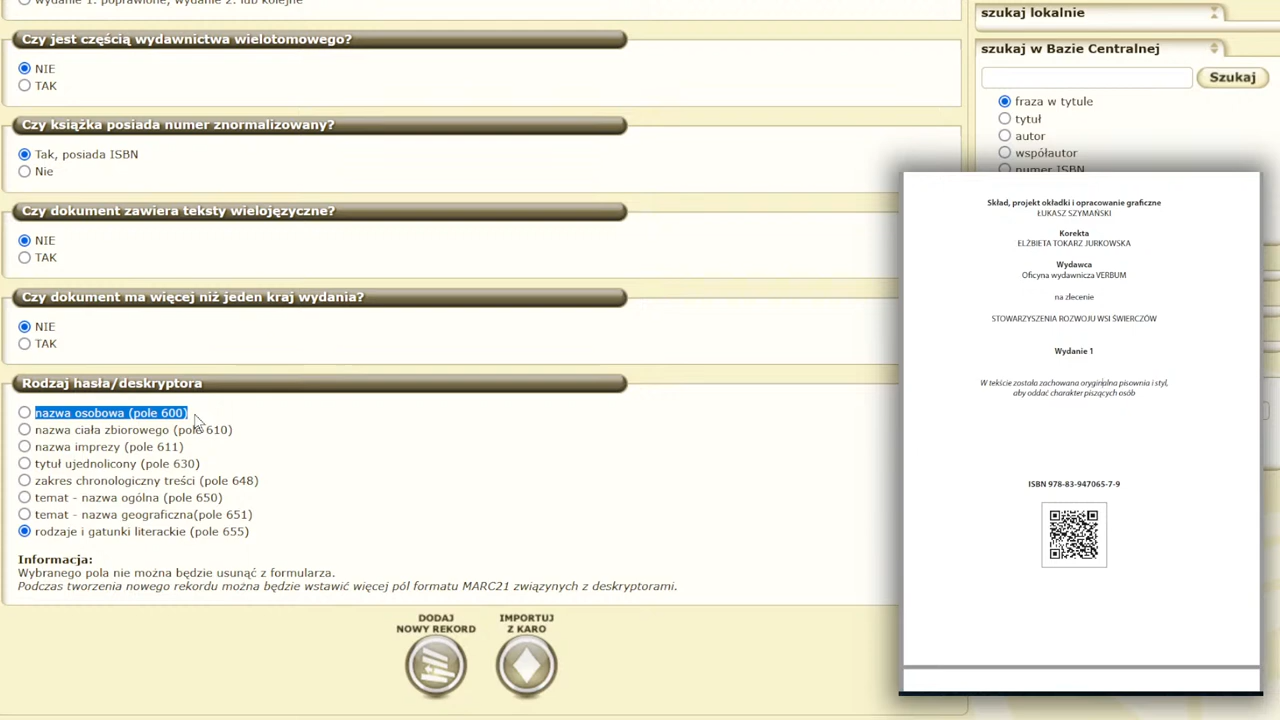 wydanie 1. poprawione, wydanie 2. lub kolejne
Czy jest częścią wydawnictwa wielotomowego?
NIE
TAK
Czy książka posiada numer znormalizowany?
Tak, posiada ISBN
Nie
Czy dokument zawiera teksty wielojęzyczne?
NIE
TAK
Czy dokument ma więcej niż jeden kraj wydania?
NIE
TAK
Rodzaj hasła/deskryptora
nazwa osobowa (pole 600)
nazwa ciała zbiorowego (pole 610)
nazwa imprezy (pole 611)
tytuł ujednolicony (pole 630)
zakres chronologiczny treści (pole 648)
temat - nazwa ogólna (pole 650)
temat - nazwa geograficzna(pole 651)
rodzaje i gatunki literackie (pole 655)
Informacja:
Wybranego pola nie można będzie usunąć z formularza.
Podczas tworzenia nowego rekordu można będzie wstawić więcej pól formatu MARC21 związynych z deskryptorami.
DODAJ
NOWY REKORD
IMPORTUJ
Z KARO
szukaj lokalnie
szukaj w Bazie Centralnej
Szukaj
fraza w tytule
tytuł
autor
współautor
numer ISBN
Skład, projekt okładki i opracowanie graficzne
ŁUKASZ SZYMAŃSKI
Korekta
ELŻBIETA TOKARZ JURKOWSKA
Wydawca
Oficyna wydawnicza VERBUM
na zlecenie
STOWARZYSZENIA ROZWOJU WSI ŚWIERCZÓW
Wydanie 1
W tekście została zachowana oryginalna pisownia i styl,
aby oddać charakter piszących osób
ISBN 978-83-947065-7-9